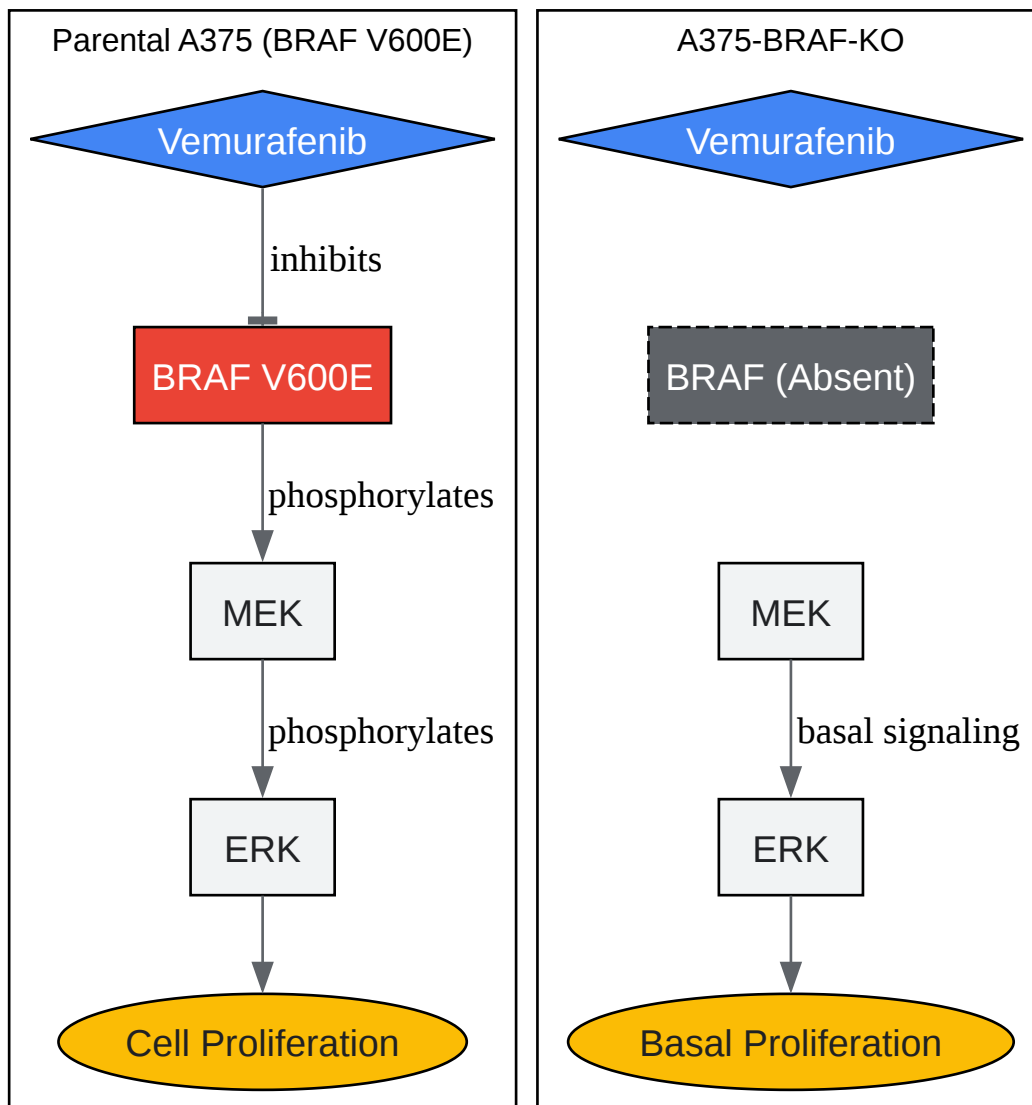 Parental A375 (BRAF V600E)
Vemurafenib
inhibits
BRAF V600E
phosphorylates
MEK
phosphorylates
ERK
Cell Proliferation
A375-BRAF-KO
Vemurafenib
BRAF (Absent)
MEK
basal signaling
ERK
Basal Proliferation